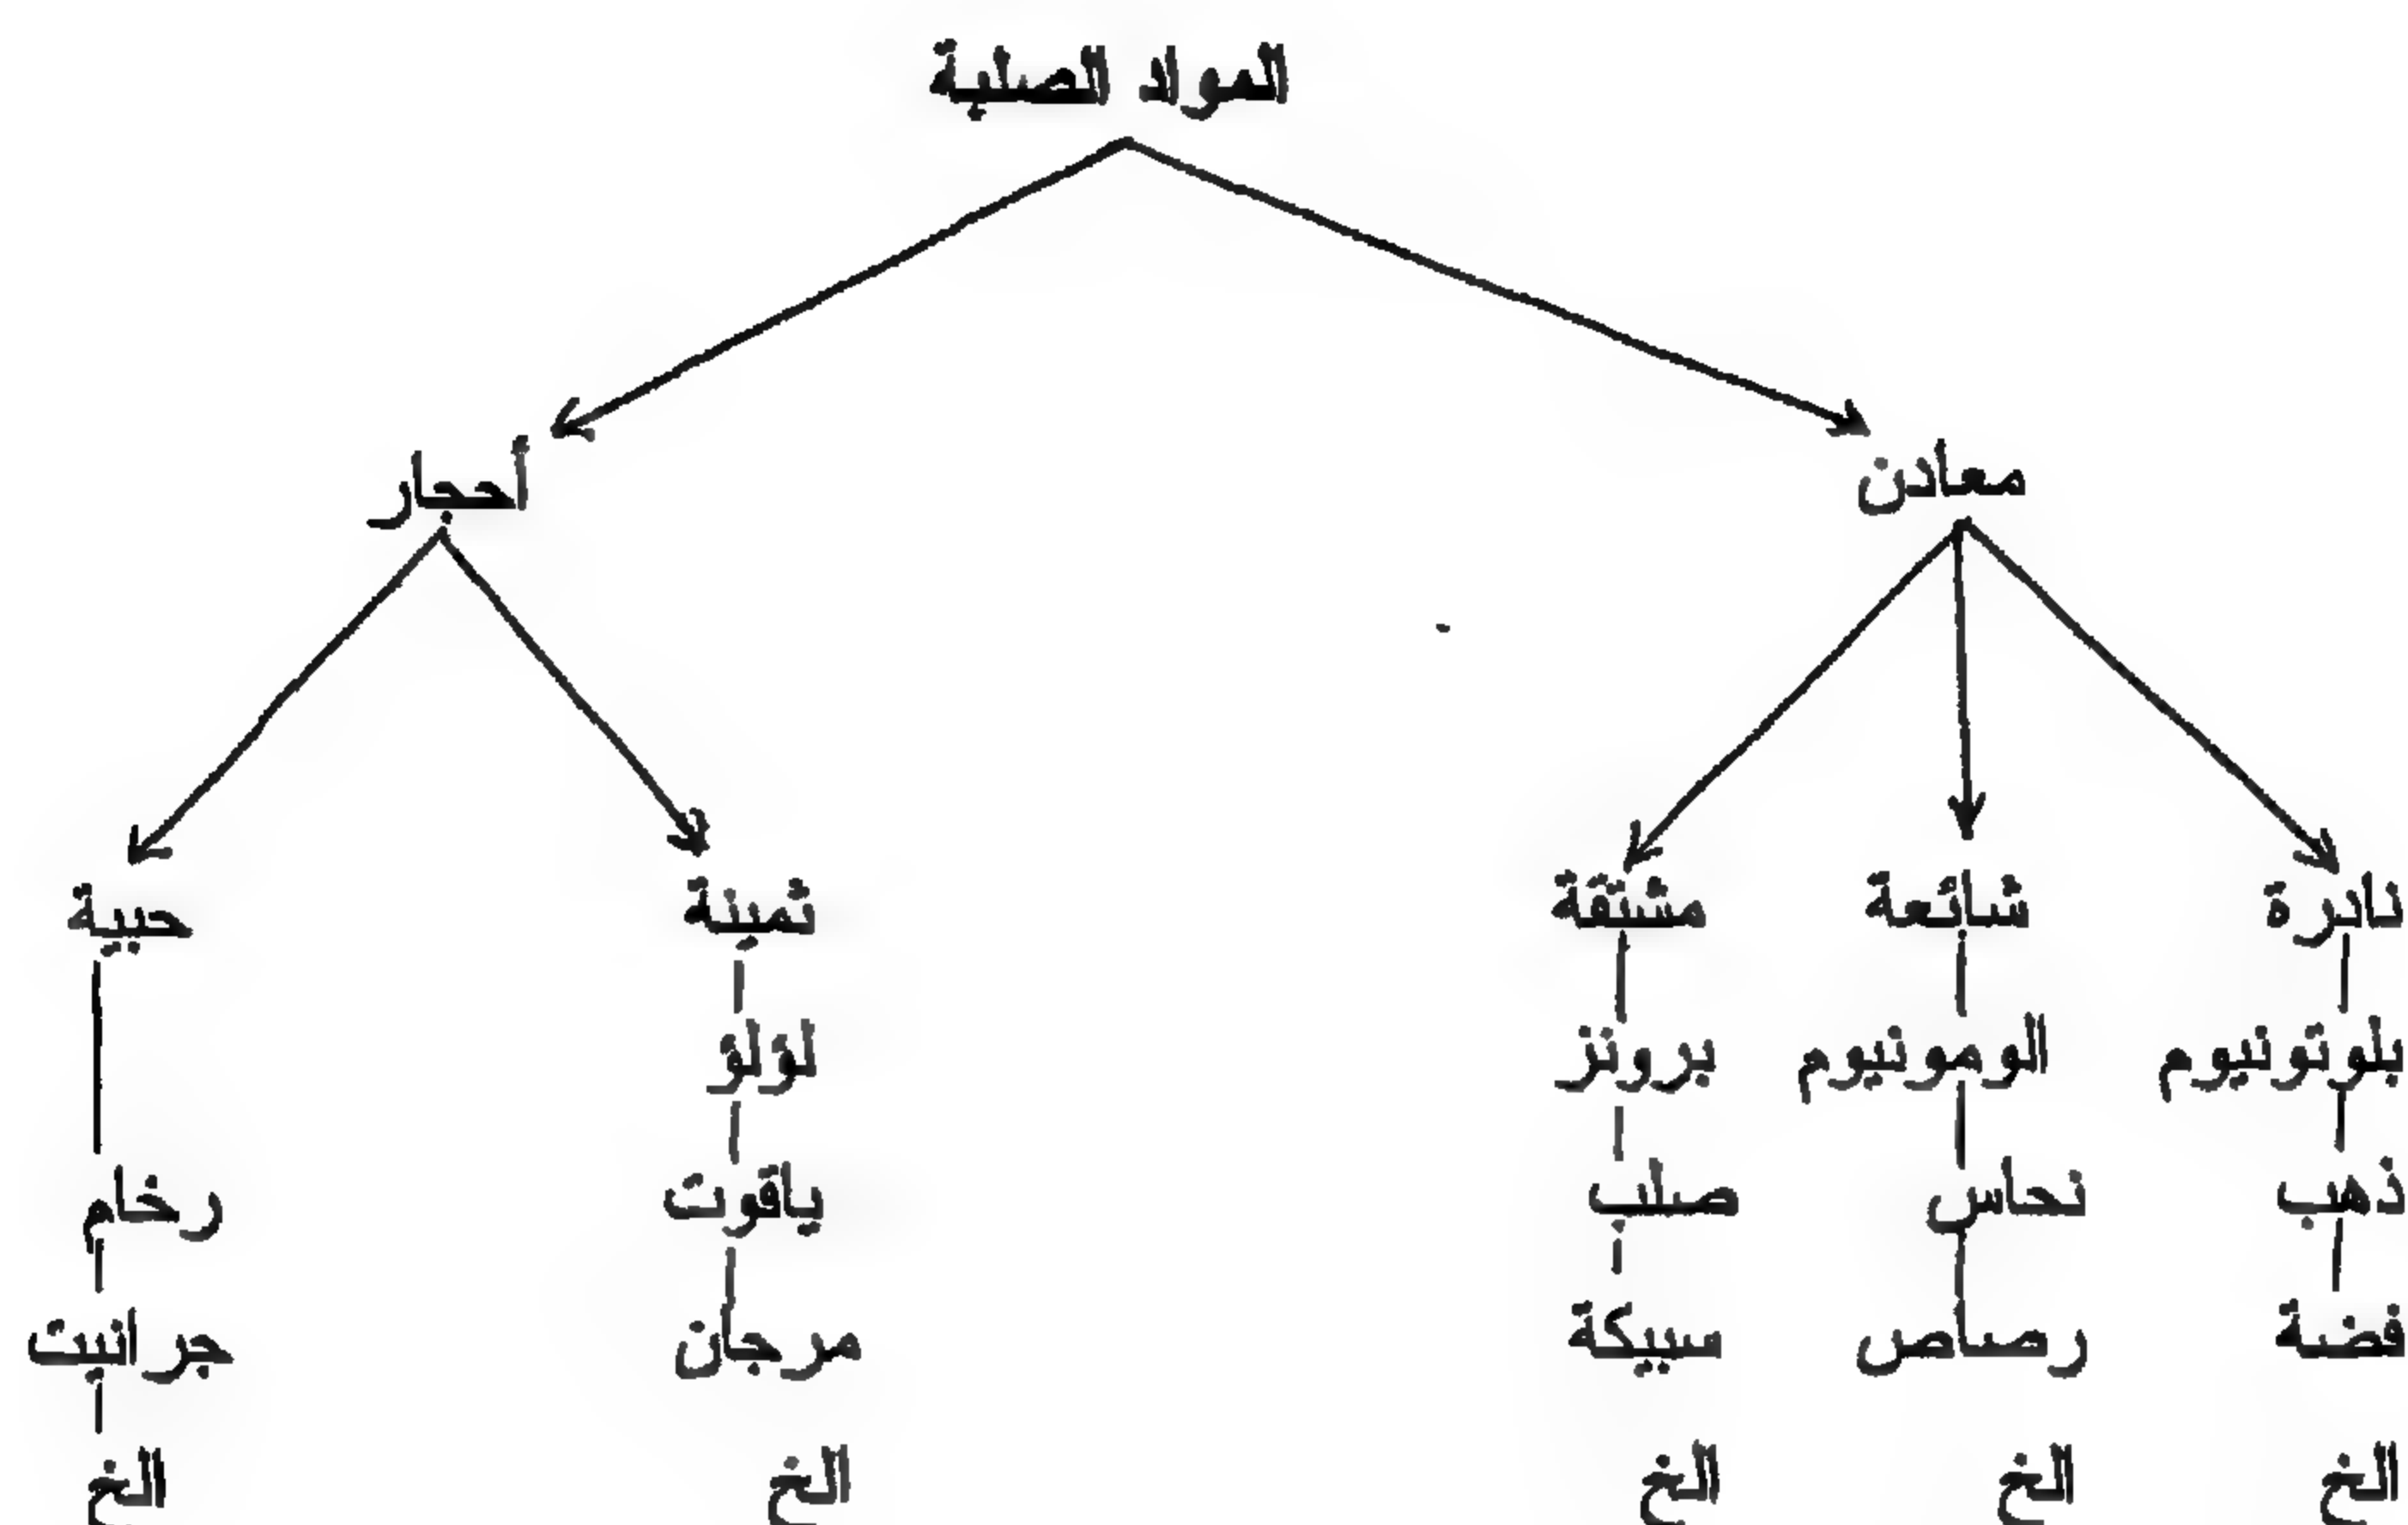 المواد الصلبة
معادن أحجار
نادرة شائعة مشتقة ثمينة حبيبية
بلوتونيوم الومونيوم برونز لؤلؤ
ذهب نحاس صلب ياقوت رخام
فضة رصاص سبيكة مرجان جرانيت
الخ الخ الخ الخ الخ